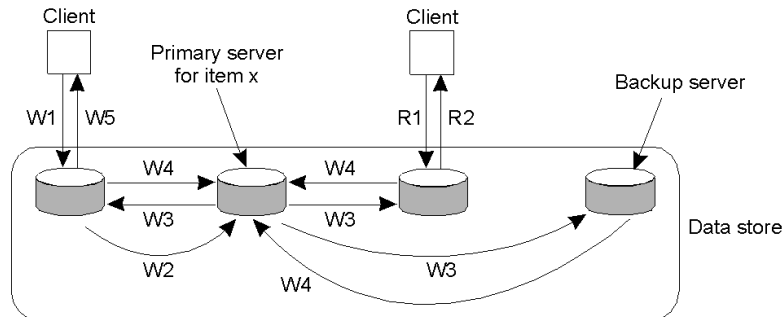 Client
Client
Primary server
for item x
Backup server
W1
W5
R1
R2
W4
W4
W3
W3
Data store
W2
W3
W4